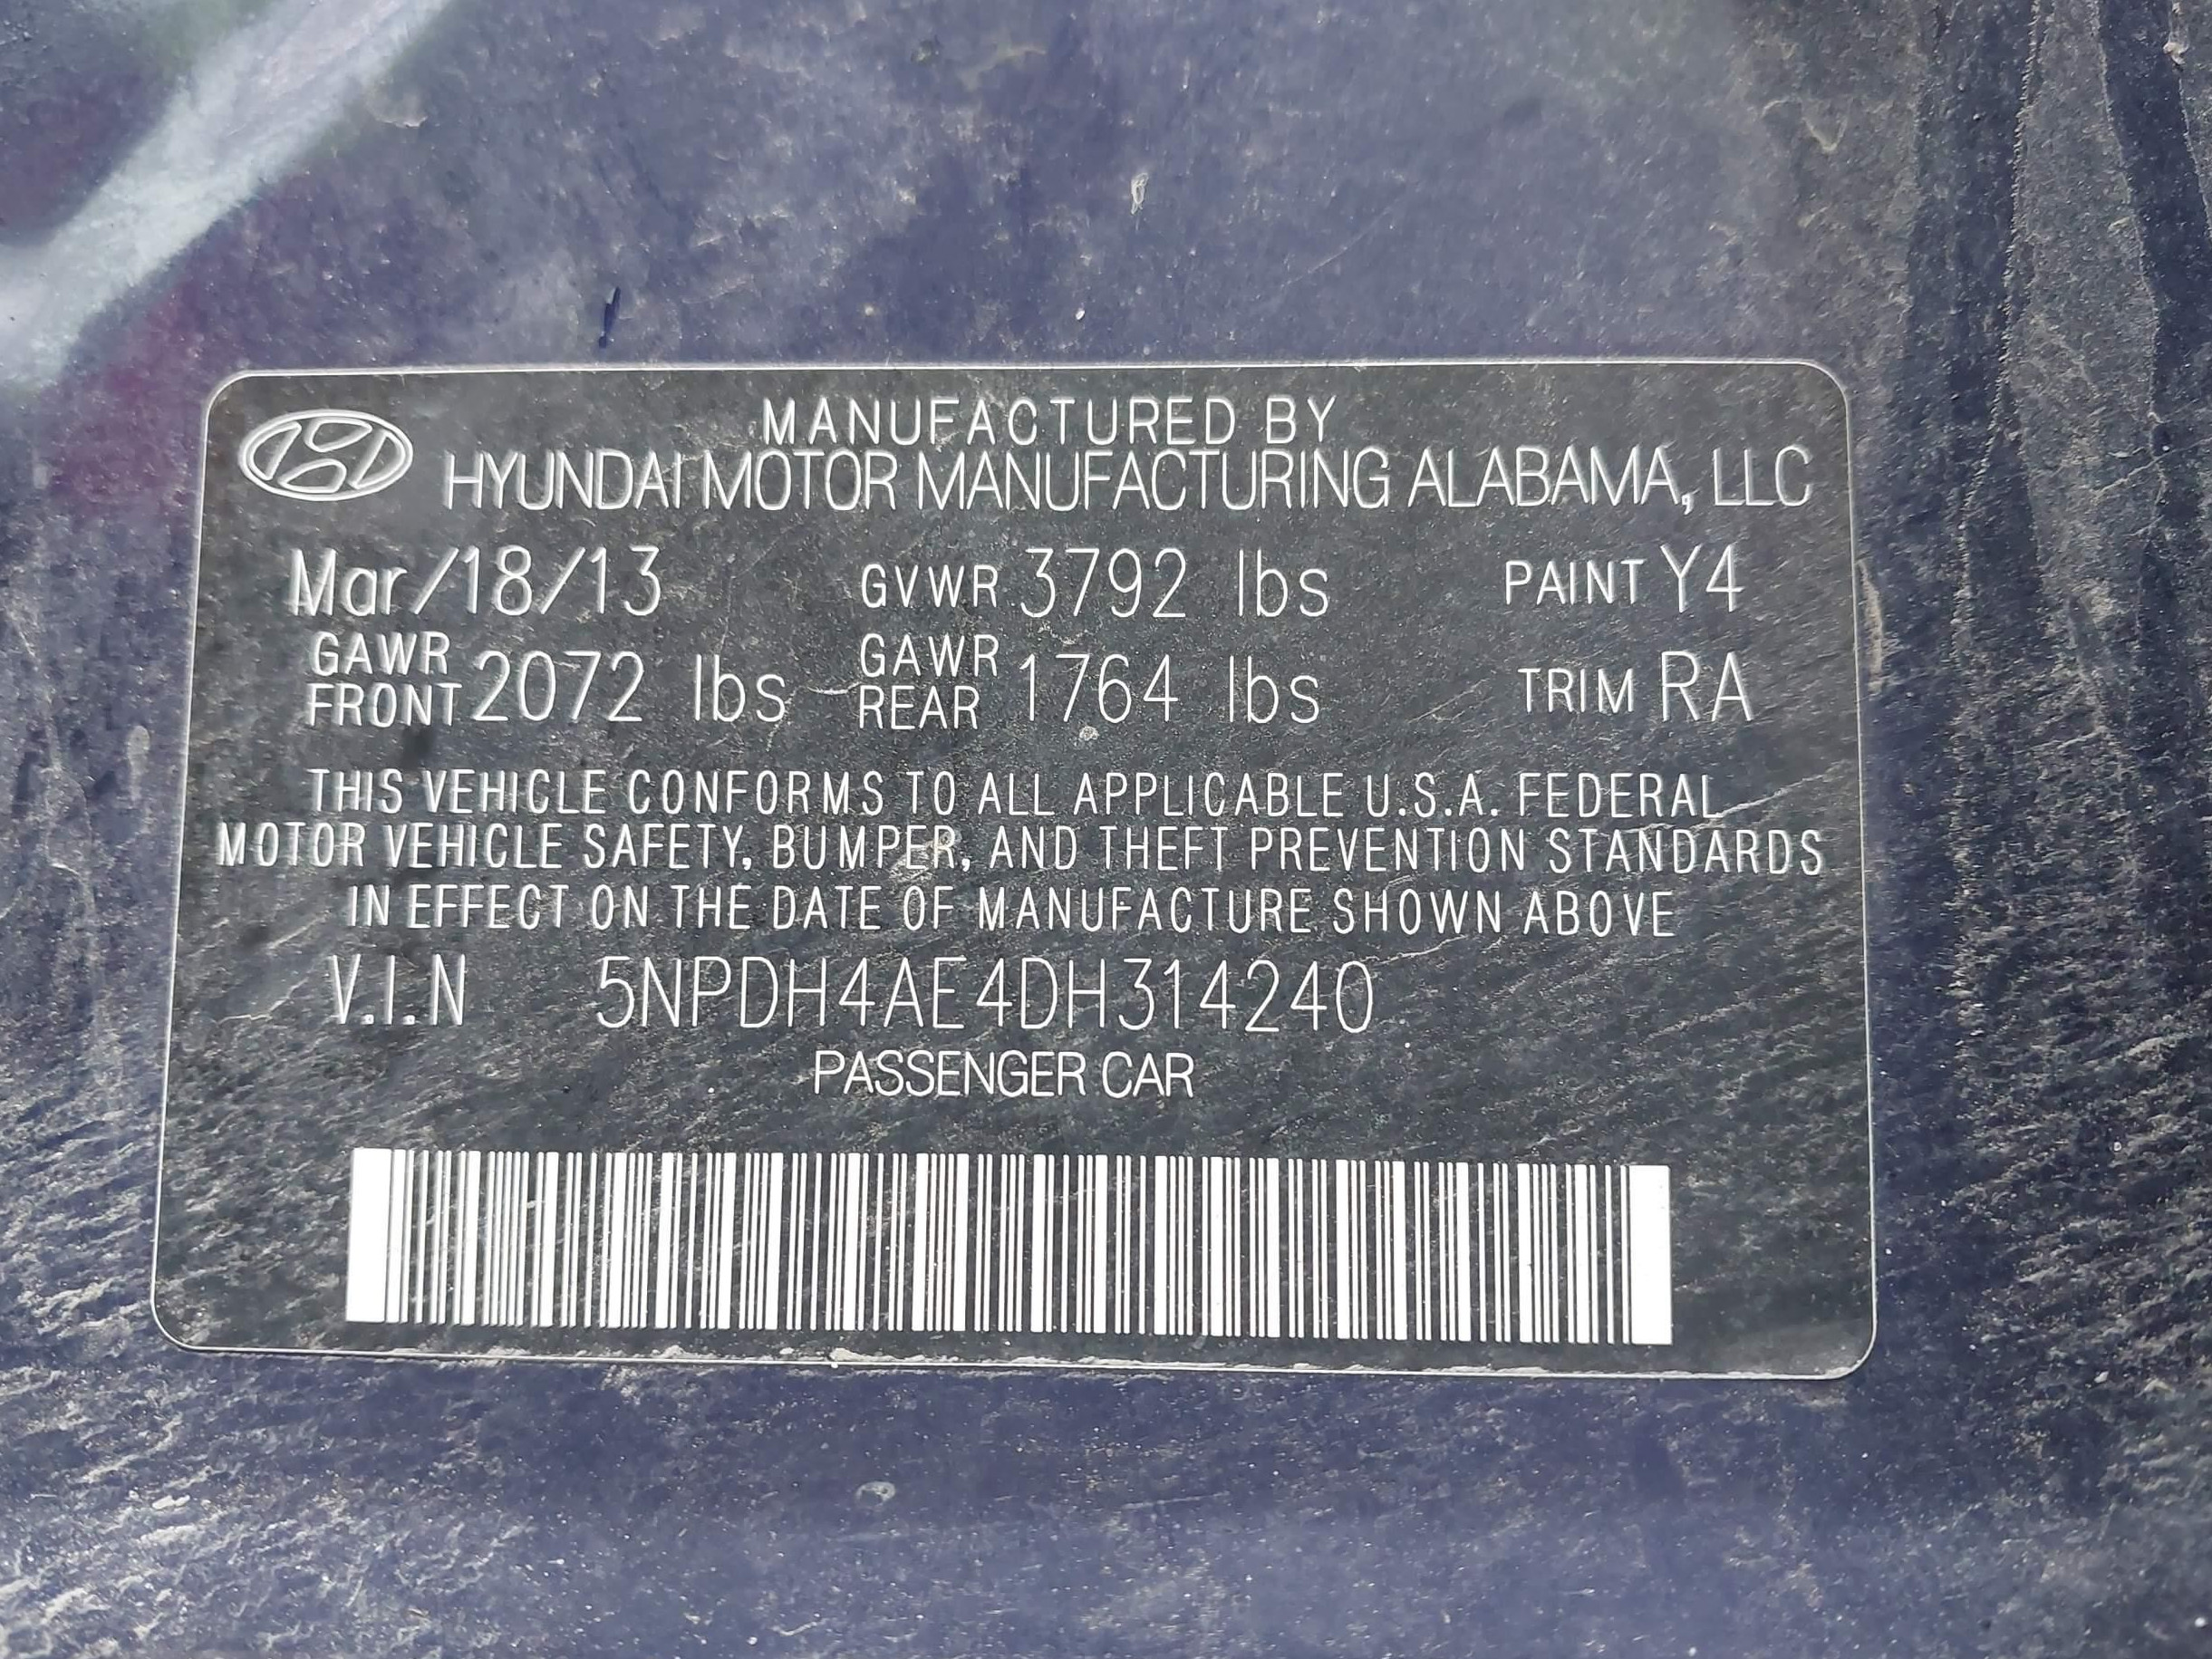 MANUFACTURED BY
HYUNDAI MOTOR MANUFACTURING ALABAMA, LLC
Mar/18/13 GVWR 3792 lbs PAINT Y4
GAWR FRONT 2072 lbs GAWR REAR 1764 lbs TRIM RA
THIS VEHICLE CONFORMS TO ALL APPLICABLE U.S.A. FEDERAL
MOTOR VEHICLE SAFETY, BUMPER, AND THEFT PREVENTION STANDARDS
IN EFFECT ON THE DATE OF MANUFACTURE SHOWN ABOVE
V.I.N 5NPDH4AE4DH314240
PASSENGER CAR